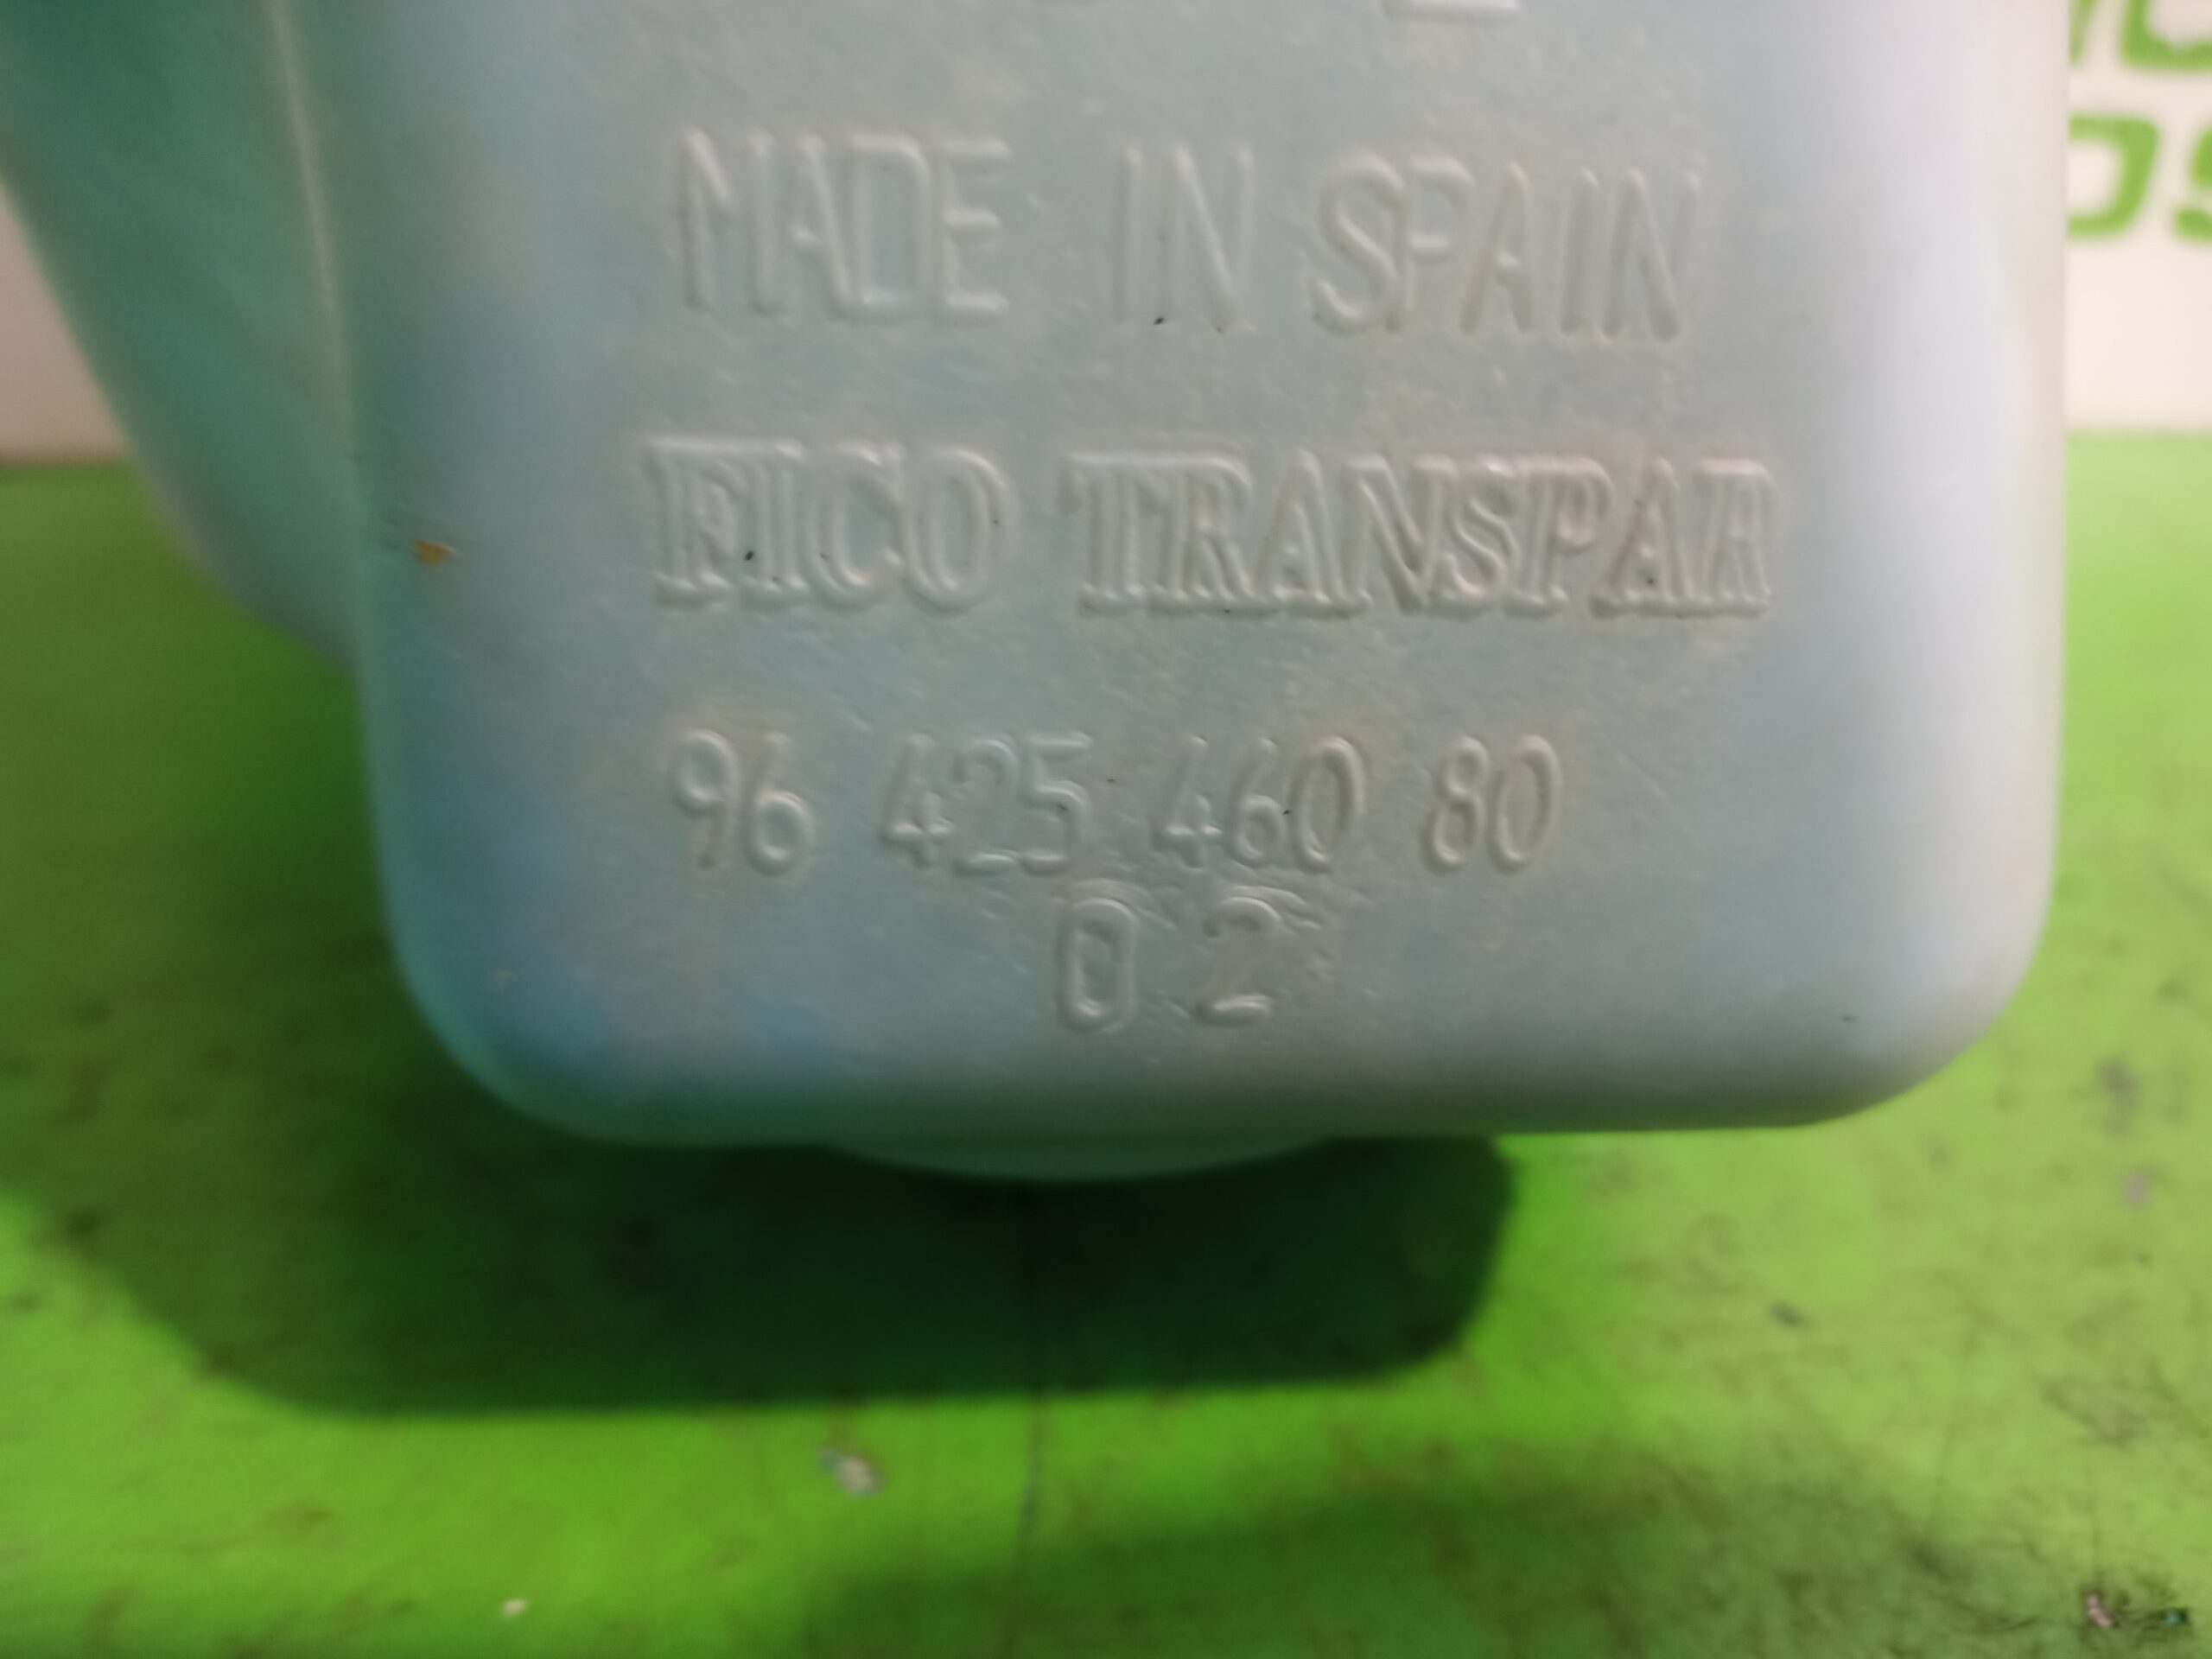 MADE IN SPAIN
FICO TRANSPAR
96 425 460 80
0 2